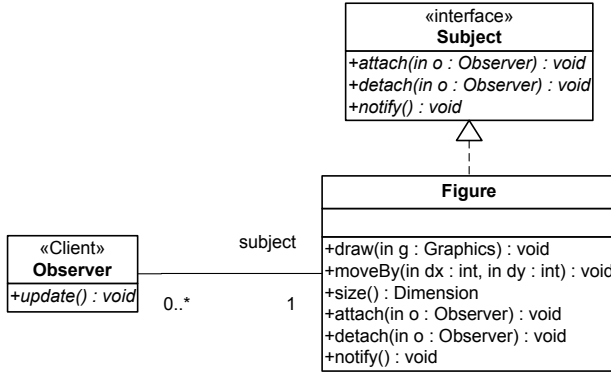 «interface»
Subject
+attach(in o : Observer) : void
+detach(in o : Observer) : void
+notify() : void
Figure
+draw(in g : Graphics) : void
+moveBy(in dx : int, in dy : int) : void
+size() : Dimension
+attach(in o : Observer) : void
+detach(in o : Observer) : void
+notify() : void
«Client»
Observer
+update() : void
subject
0..*
1